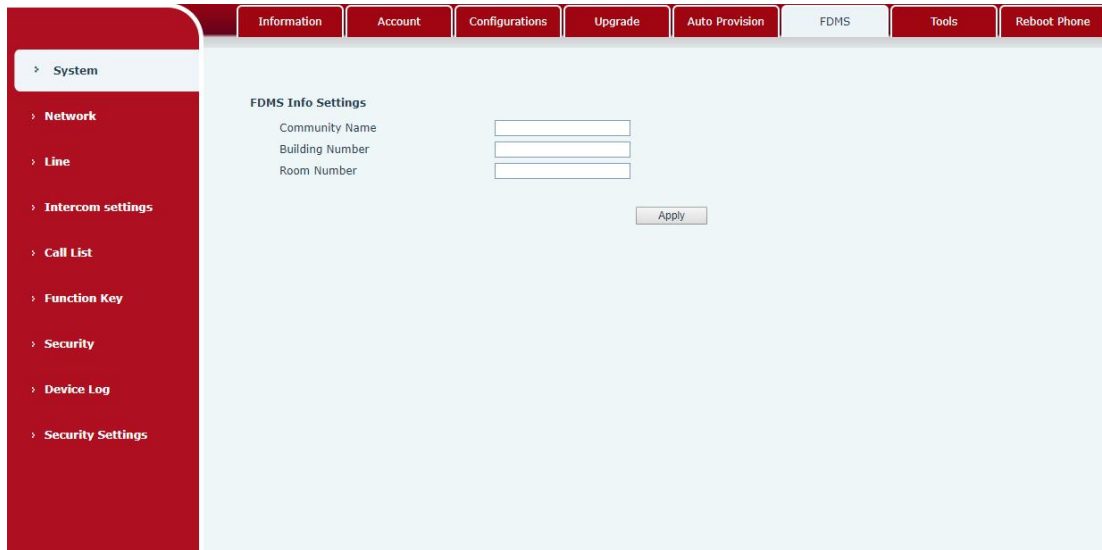 Information Account Configurations Upgrade Auto Provision FDMS Tools Reboot Phone
System
Network
Line
Intercom settings
Call List
Function Key
Security
Device Log
Security Settings
FDMS Info Settings
Community Name
Building Number
Room Number
Apply